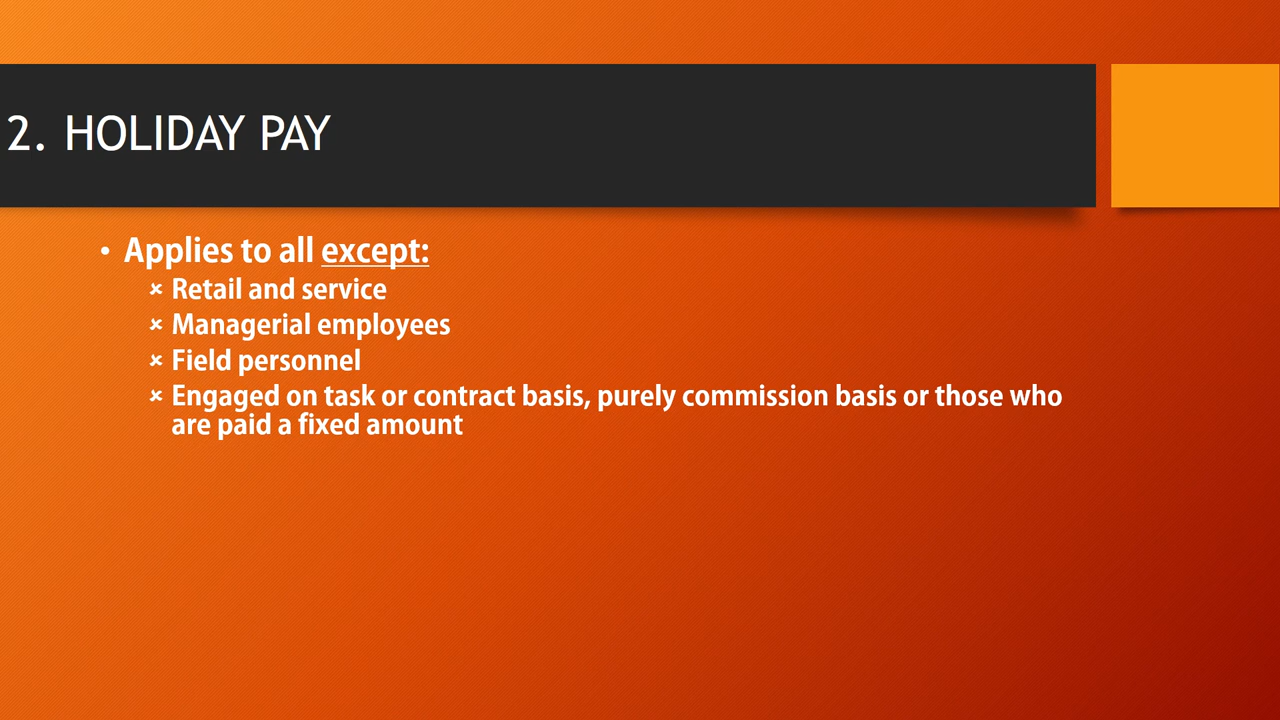 2. HOLIDAY PAY
• Applies to all except:
× Retail and service
× Managerial employees
× Field personnel
× Engaged on task or contract basis, purely commission basis or those who
are paid a fixed amount